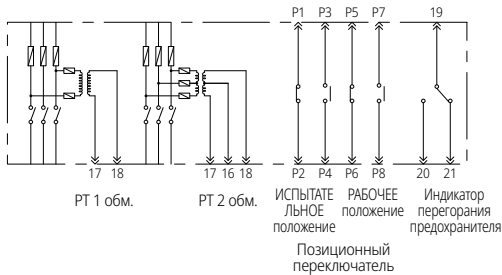 P1 P3 P5 P7 19
17 18 17 16 18 P2 P4 P6 P8 20 21
РТ 1 обм.
РТ 2 обм.
ИСПЫТАТЕ
ЛЬНОЕ
положение
РАБОЧЕЕ
положение
Индикатор
перегорания
предохранителя
Позиционный
переключатель